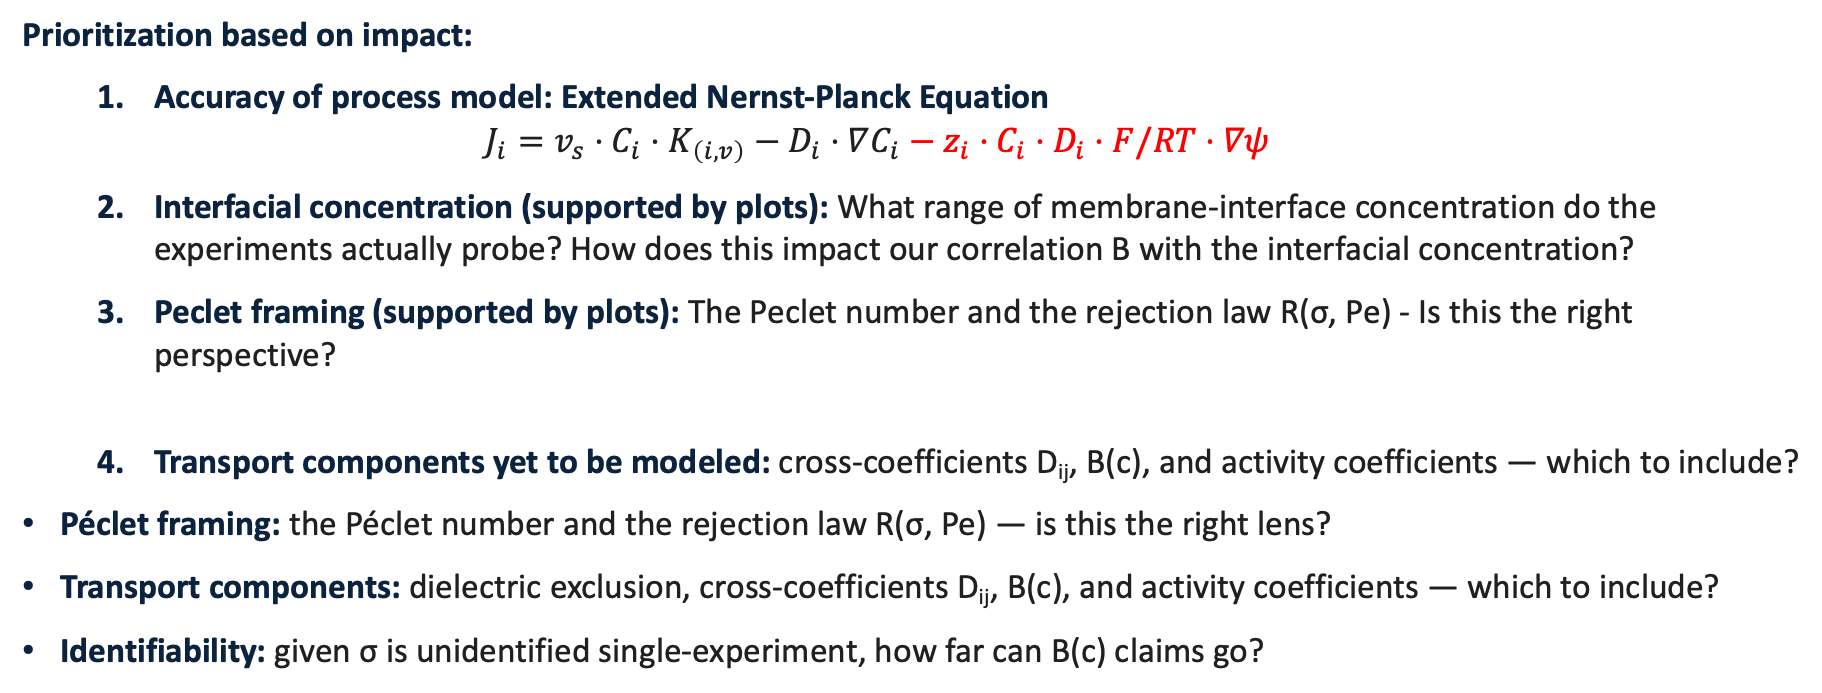 Prioritization based on impact:
1. Accuracy of process model: Extended Nernst-Planck Equation
J_i = v_s · C_i · K_(i,v) − D_i · ∇C_i − z_i · C_i · D_i · F/RT · ∇ψ
2. Interfacial concentration (supported by plots): What range of membrane-interface concentration do the
experiments actually probe? How does this impact our correlation B with the interfacial concentration?
3. Peclet framing (supported by plots): The Peclet number and the rejection law R(σ, Pe) - Is this the right
perspective?
4. Transport components yet to be modeled: cross-coefficients D_ij, B(c), and activity coefficients — which to include?
• Péclet framing: the Péclet number and the rejection law R(σ, Pe) — is this the right lens?
• Transport components: dielectric exclusion, cross-coefficients D_ij, B(c), and activity coefficients — which to include?
• Identifiability: given σ is unidentified single-experiment, how far can B(c) claims go?